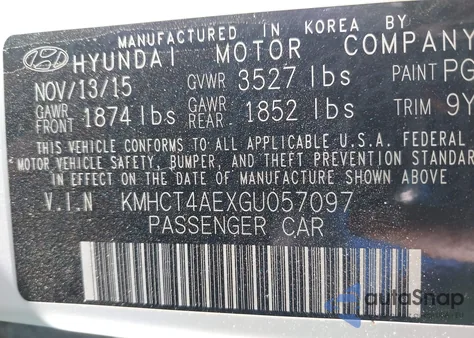 MANUFACTURED IN KOREA BY
HYUNDAI MOTOR COMPANY
NOV/13/15 GVWR 3527 lbs PAINT PG
GAWR FRONT 1874 lbs GAWR REAR 1852 lbs TRIM 9Y
THIS VEHICLE CONFORMS TO ALL APPLICABLE U.S.A. FEDERAL
MOTOR VEHICLE SAFETY, BUMPER, AND THEFT PREVENTION STANDA
IN EFFECT ON THE DATE OF MANUFACTURE SHOWN ABOVE.
V.I.N KMHCT4AEXGU057097
PASSENGER CAR
autoSnap